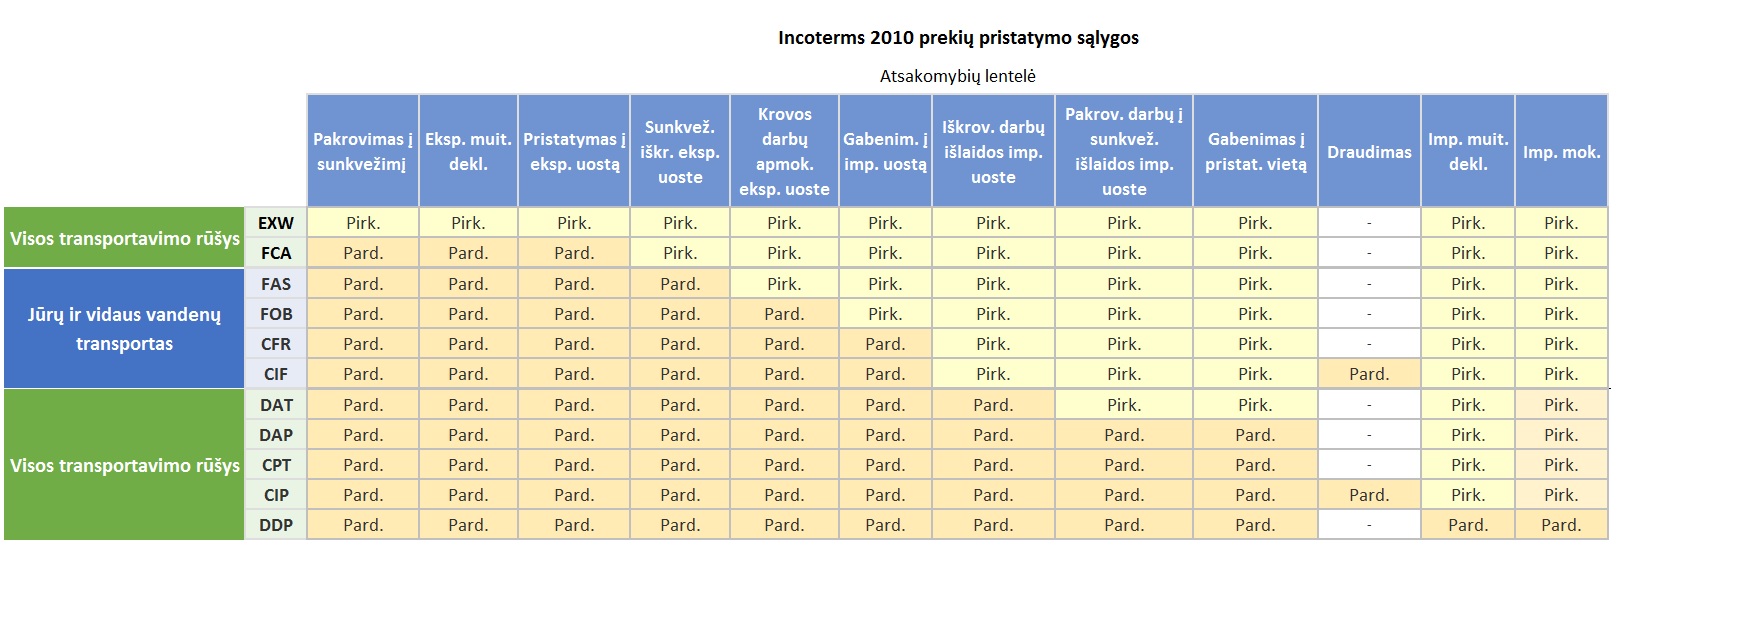 Incoterms 2010 prekių pristatymo sąlygos
Atsakomybių lentelė
Pakrovimas į sunkvežimį Eksp. muit. dekl. Pristatymas į eksp. uostą Sunkvež. iškr. eksp. uoste Krovos darbų apmok. eksp. uoste Gabenim. į imp. uostą Iškrov. darbų išlaidos imp. uoste Pakrov. darbų į sunkvež. išlaidos imp. uoste Gabenimas į pristat. vietą Draudimas Imp. muit. dekl. Imp. mok.
Visos transportavimo rūšys
EXW Pirk. Pirk. Pirk. Pirk. Pirk. Pirk. Pirk. Pirk. Pirk. - Pirk. Pirk.
FCA Pard. Pard. Pard. Pirk. Pirk. Pirk. Pirk. Pirk. Pirk. - Pirk. Pirk.
Jūrų ir vidaus vandenų
transportas
FAS Pard. Pard. Pard. Pard. Pirk. Pirk. Pirk. Pirk. Pirk. - Pirk. Pirk.
FOB Pard. Pard. Pard. Pard. Pard. Pirk. Pirk. Pirk. Pirk. - Pirk. Pirk.
CFR Pard. Pard. Pard. Pard. Pard. Pard. Pirk. Pirk. Pirk. - Pirk. Pirk.
CIF Pard. Pard. Pard. Pard. Pard. Pard. Pirk. Pirk. Pirk. Pard. Pirk. Pirk.
Visos transportavimo rūšys
DAT Pard. Pard. Pard. Pard. Pard. Pard. Pard. Pirk. Pirk. - Pirk. Pirk.
DAP Pard. Pard. Pard. Pard. Pard. Pard. Pard. Pard. Pard. - Pirk. Pirk.
CPT Pard. Pard. Pard. Pard. Pard. Pard. Pard. Pard. Pard. - Pirk. Pirk.
CIP Pard. Pard. Pard. Pard. Pard. Pard. Pard. Pard. Pard. Pard. Pirk. Pirk.
DDP Pard. Pard. Pard. Pard. Pard. Pard. Pard. Pard. Pard. - Pard. Pard.